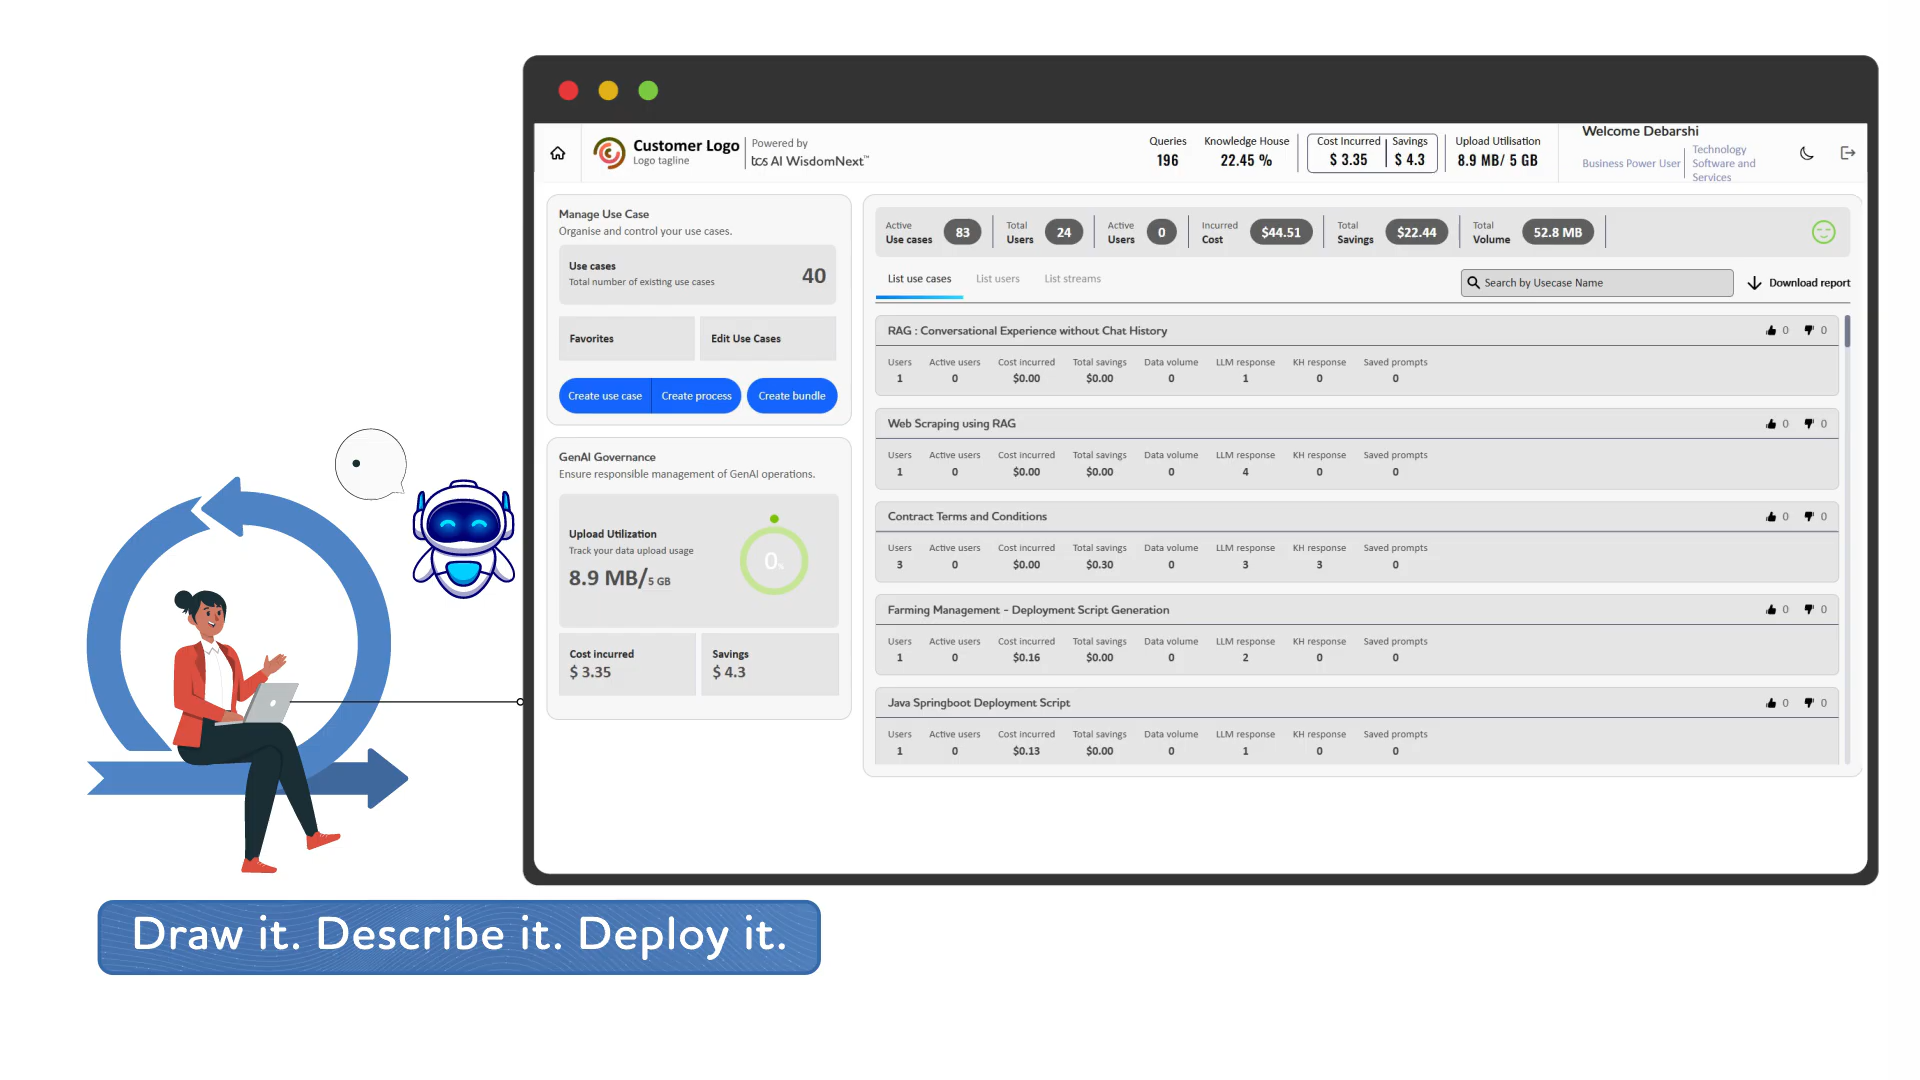 Customer Logo
Logo tagline
Powered by
tcs AI WisdomNext™
Queries
196
Knowledge House
22.45 %
Cost Incurred
$ 3.35
Savings
$ 4.3
Upload Utilisation
8.9 MB/ 5 GB
Welcome Debarshi
Business Power User
Technology
Software and
Services
Manage Use Case
Organise and control your use cases.
Use cases
Total number of existing use cases
40
Favorites
Edit Use Cases
Create use case
Create process
Create bundle
GenAI Governance
Ensure responsible management of GenAI operations.
Upload Utilization
Track your data upload usage
8.9 MB/5 GB
0%
Cost incurred
$ 3.35
Savings
$ 4.3
Active
Use cases
83
Total
Users
24
Active
Users
0
Incurred
Cost
$44.51
Total
Savings
$22.44
Total
Volume
52.8 MB
List use cases
List users
List streams
Search by Usecase Name
Download report
RAG : Conversational Experience without Chat History
0 0
Users Active users Cost incurred Total savings Data volume LLM response KH response Saved prompts
1 0 $0.00 $0.00 0 1 0 0
Web Scraping using RAG
0 0
Users Active users Cost incurred Total savings Data volume LLM response KH response Saved prompts
1 0 $0.00 $0.00 0 4 0 0
Contract Terms and Conditions
0 0
Users Active users Cost incurred Total savings Data volume LLM response KH response Saved prompts
3 0 $0.00 $0.30 0 3 3 0
Farming Management - Deployment Script Generation
0 0
Users Active users Cost incurred Total savings Data volume LLM response KH response Saved prompts
1 0 $0.16 $0.00 0 2 0 0
Java Springboot Deployment Script
0 0
Users Active users Cost incurred Total savings Data volume LLM response KH response Saved prompts
1 0 $0.13 $0.00 0 1 0 0
Draw it. Describe it. Deploy it.